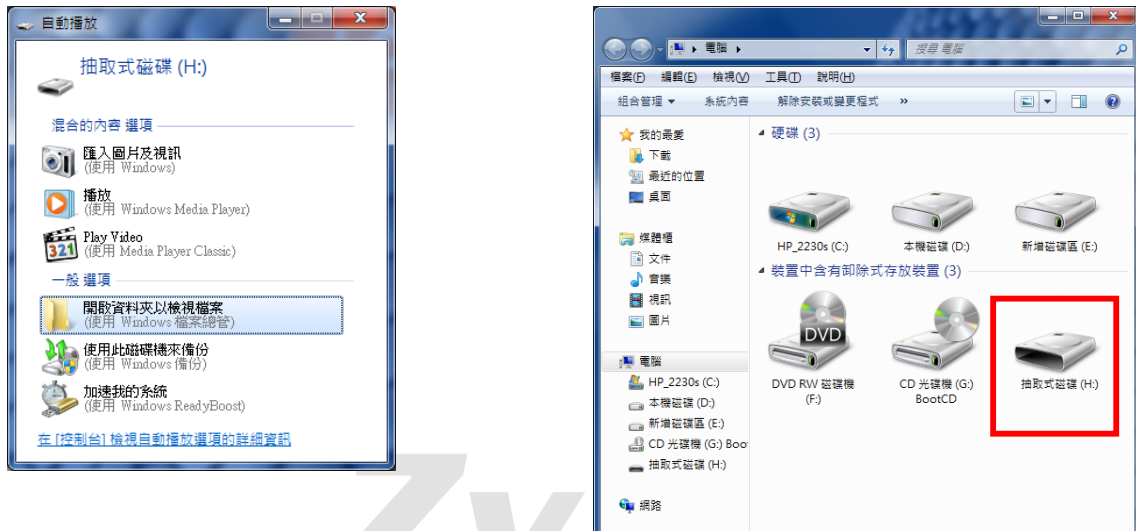 自動播放
抽取式磁碟 (H:)
混合的內容 選項
匯入圖片及視訊
(使用 Windows)
播放
(使用 Windows Media Player)
Play Video
(使用 Media Player Classic)
321
一般 選項
開啟資料夾以檢視檔案
(使用 Windows 檔案總管)
使用此磁碟機來備份
(使用 Windows 備份)
加速我的系統
(使用 Windows ReadyBoost)
在 [控制台] 檢視自動播放選項的詳細資訊
電腦
搜尋 電腦
檔案(F) 編輯(E) 檢視(V) 工具(T) 說明(H)
組合管理 系統內容 解除安裝或變更程式 »
我的最愛
下載
最近的位置
桌面
媒體櫃
文件
音樂
視訊
圖片
電腦
HP_2230s (C:)
本機磁碟 (D:)
新增磁碟區 (E:)
CD 光碟機 (G:) Boo
抽取式磁碟 (H:)
網路
硬碟 (3)
HP_2230s (C:)
本機磁碟 (D:)
新增磁碟區 (E:)
裝置中含有卸除式存放裝置 (3)
DVD
DVD RW 磁碟機
(F:)
CD 光碟機 (G:)
BootCD
抽取式磁碟 (H:)
Zy